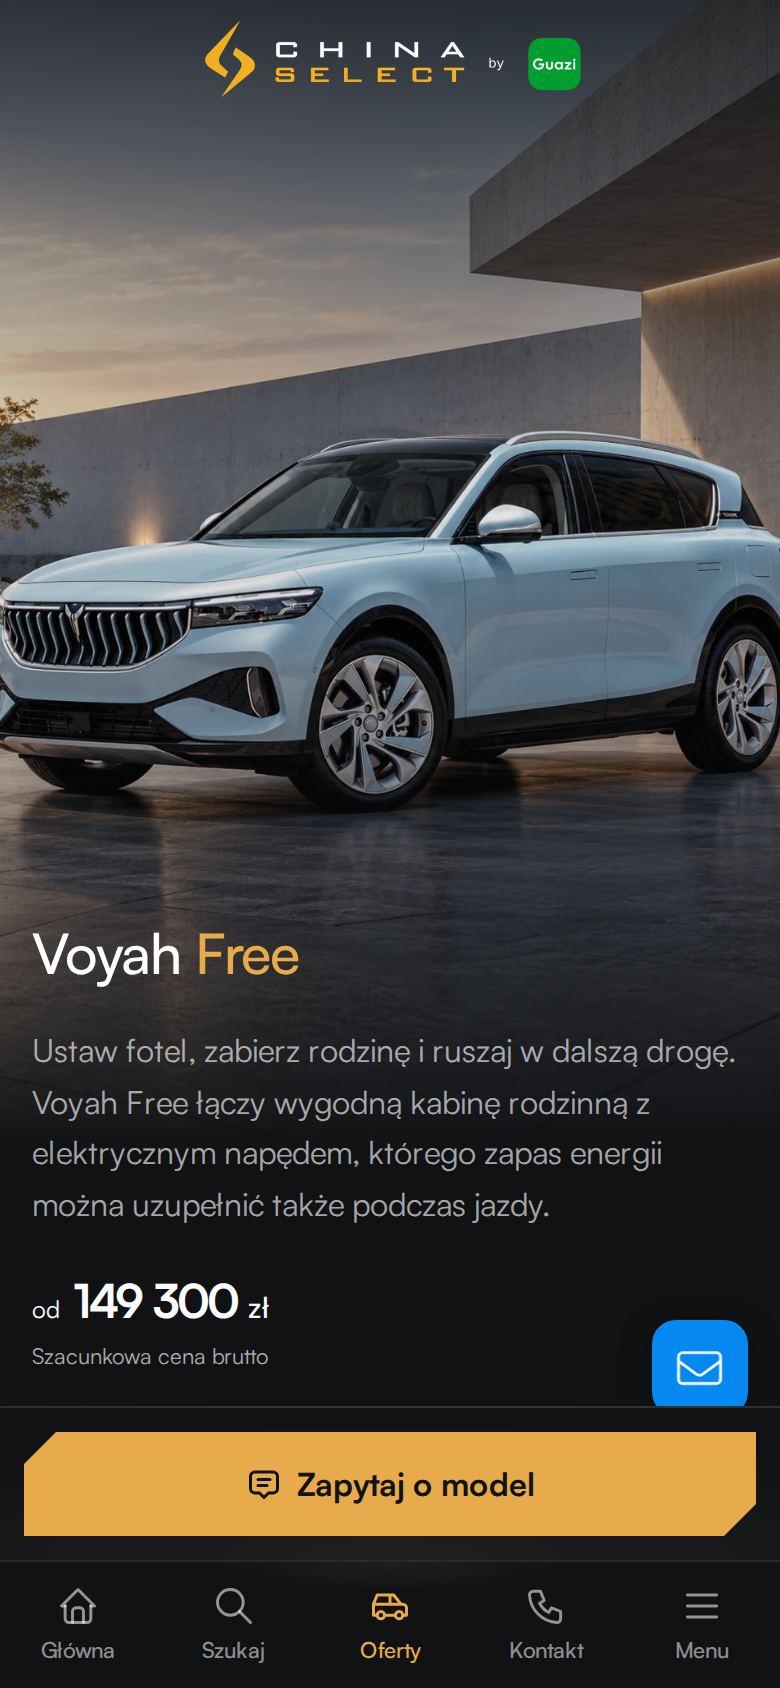 CHINA
SELECT
by
Guazi
Voyah Free
Ustaw fotel, zabierz rodzinę i ruszaj w dalszą drogę.
Voyah Free łączy wygodną kabinę rodzinną z
elektrycznym napędem, którego zapas energii
można uzupełnić także podczas jazdy.
od 149 300 zł
Szacunkowa cena brutto
Zapytaj o model
Główna
Szukaj
Oferty
Kontakt
Menu